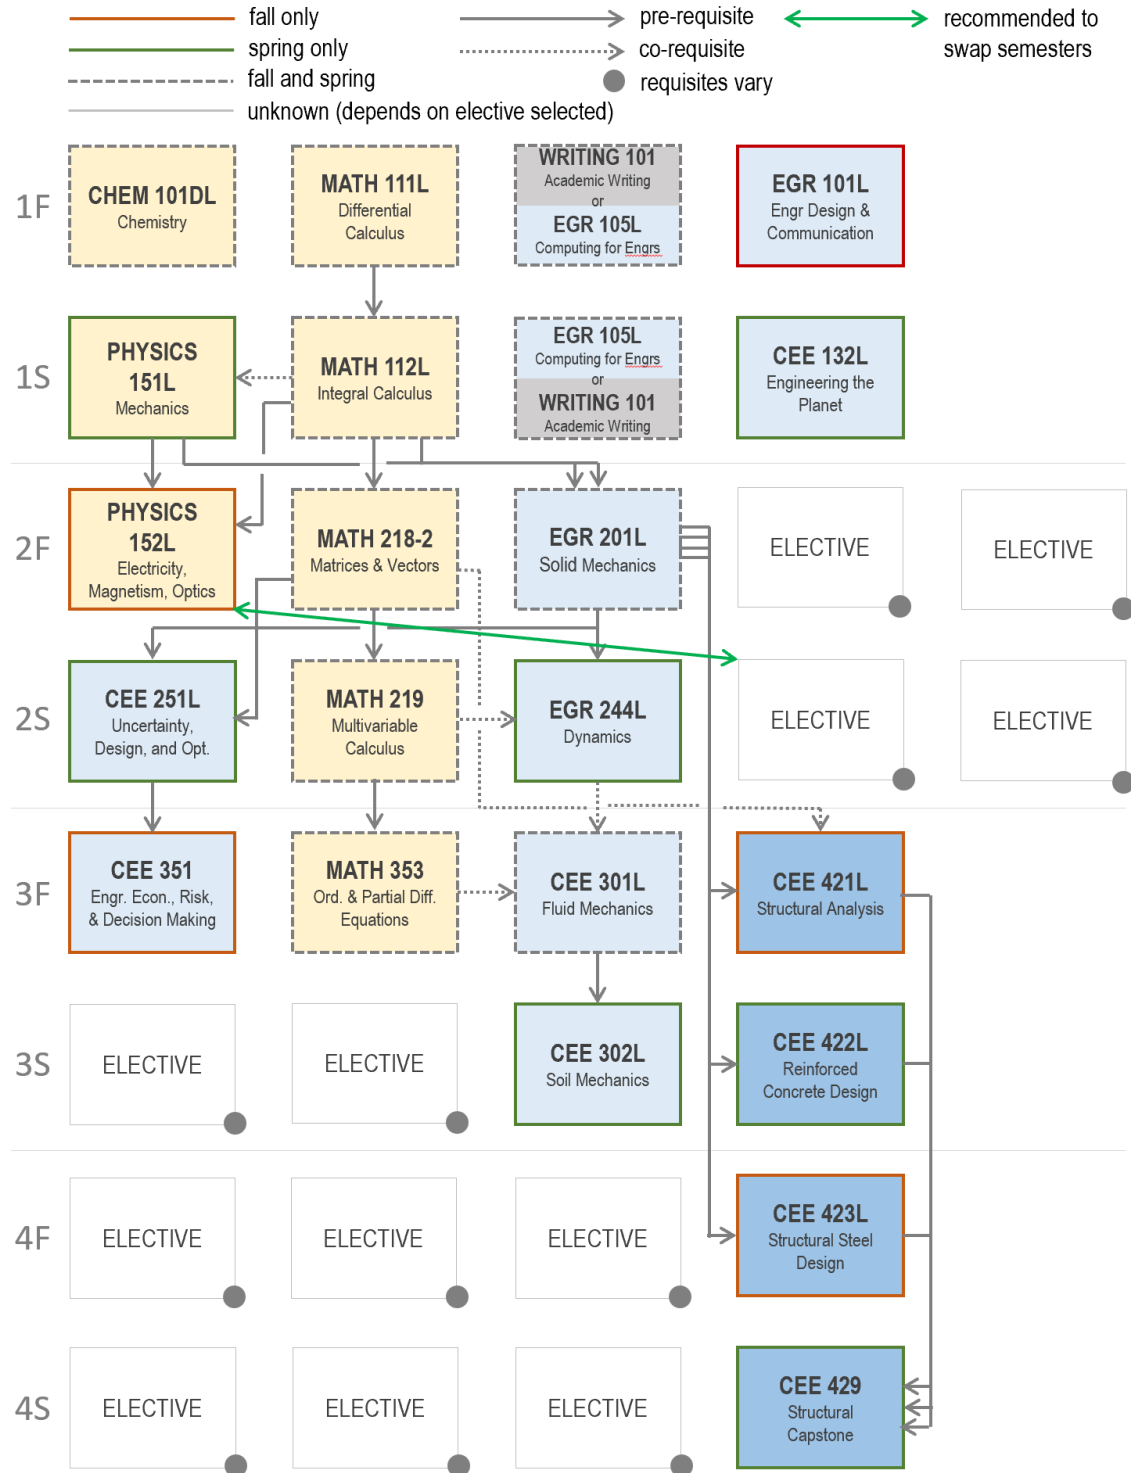 fall only
pre-requisite
recommended to
swap semesters
spring only
co-requisite
fall and spring
requisites vary
unknown (depends on elective selected)
1F
CHEM 101DL
Chemistry
MATH 111L
Differential
Calculus
WRITING 101
Academic Writing
or
EGR 105L
Computing for Engrs
EGR 101L
Engr Design &
Communication
1S
PHYSICS
151L
Mechanics
MATH 112L
Integral Calculus
EGR 105L
Computing for Engrs
or
WRITING 101
Academic Writing
CEE 132L
Engineering the
Planet
2F
PHYSICS
152L
Electricity,
Magnetism, Optics
MATH 218-2
Matrices & Vectors
EGR 201L
Solid Mechanics
ELECTIVE
ELECTIVE
2S
CEE 251L
Uncertainty,
Design, and Opt.
MATH 219
Multivariable
Calculus
EGR 244L
Dynamics
ELECTIVE
ELECTIVE
3F
CEE 351
Engr. Econ., Risk,
& Decision Making
MATH 353
Ord. & Partial Diff.
Equations
CEE 301L
Fluid Mechanics
CEE 421L
Structural Analysis
3S
ELECTIVE
ELECTIVE
CEE 302L
Soil Mechanics
CEE 422L
Reinforced
Concrete Design
4F
ELECTIVE
ELECTIVE
ELECTIVE
CEE 423L
Structural Steel
Design
4S
ELECTIVE
ELECTIVE
ELECTIVE
CEE 429
Structural
Capstone